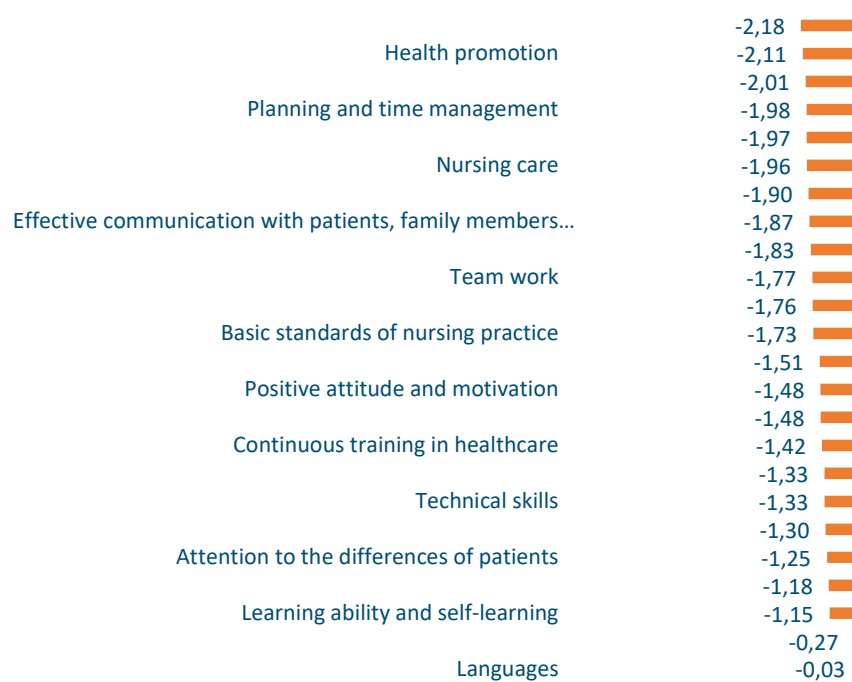 -2,18
Health promotion -2,11
-2,01
Planning and time management -1,98
-1,97
Nursing care -1,96
-1,90
Effective communication with patients, family members… -1,87
-1,83
Team work -1,77
-1,76
Basic standards of nursing practice -1,73
-1,51
Positive attitude and motivation -1,48
-1,48
Continuous training in healthcare -1,42
-1,33
Technical skills -1,33
-1,30
Attention to the differences of patients -1,25
-1,18
Learning ability and self-learning -1,15
-0,27
Languages -0,03